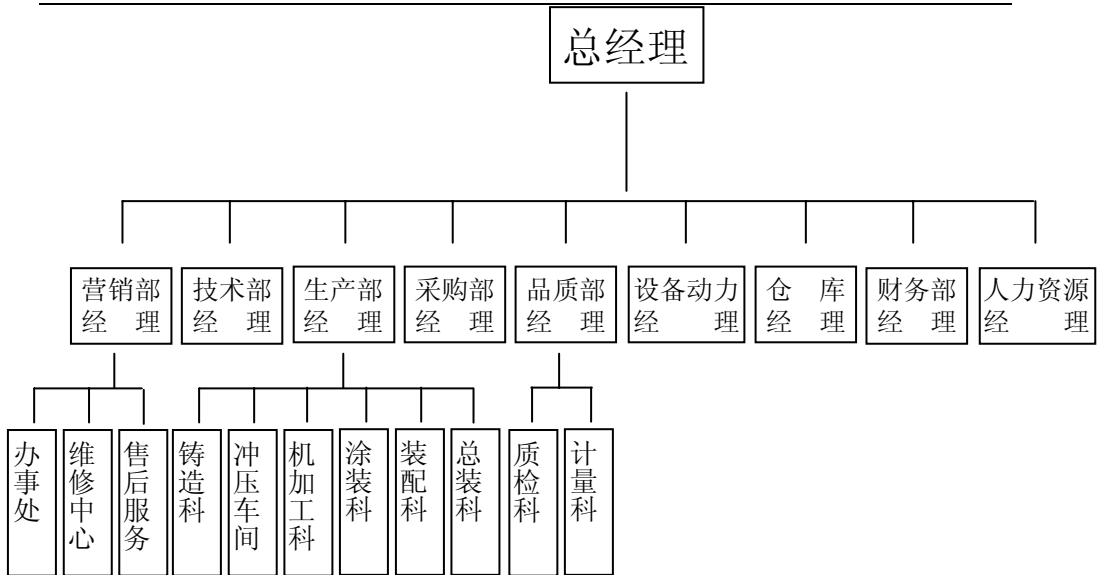 总经理
营销部
经 理
技术部
经 理
生产部
经 理
采购部
经 理
品质部
经 理
设备动力
经 理
仓 库
经 理
财务部
经 理
人力资源
经 理
办事处
维修中心
售后服务
铸造科
冲压车间
机加工科
涂装科
装配科
总装科
质检科
计量科